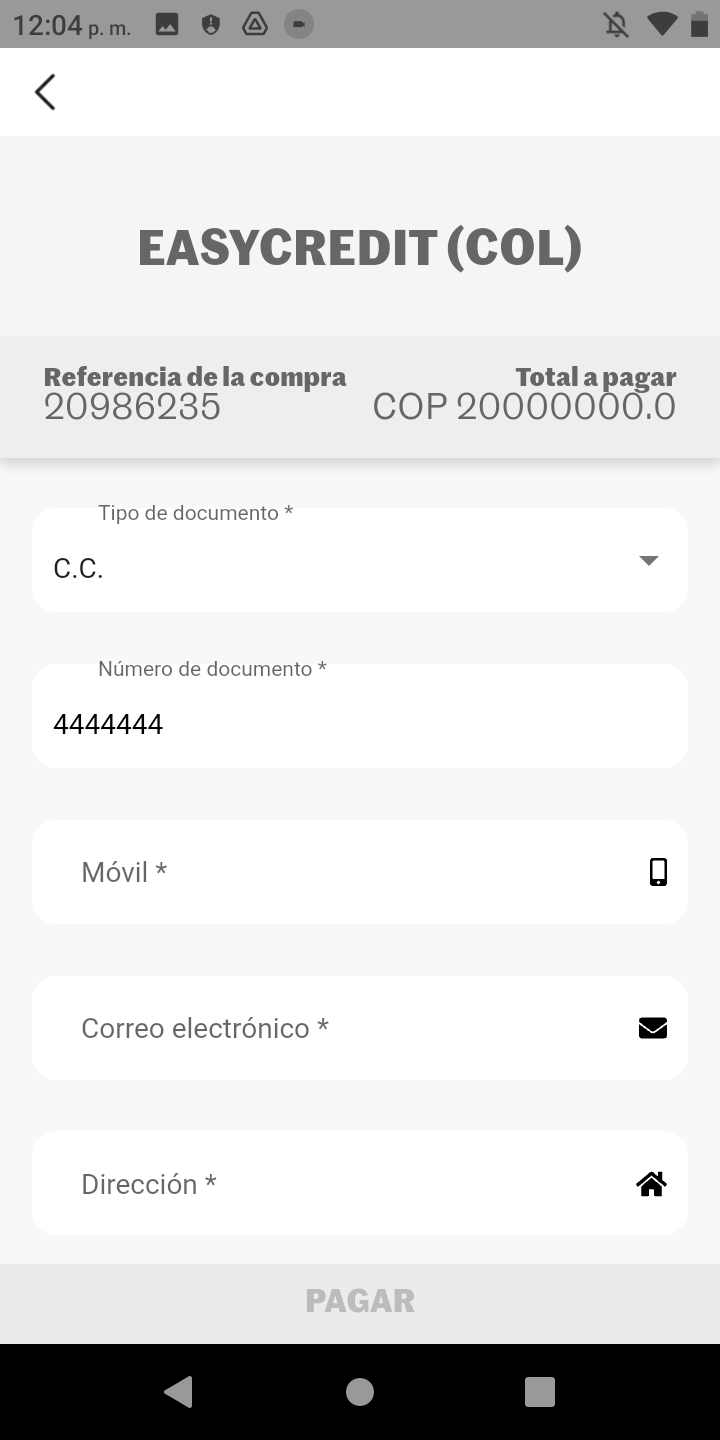 12:04 p. m.
EASYCREDIT (COL)
Referencia de la compra
20986235
Total a pagar
COP 20000000.0
Tipo de documento *
C.C.
Número de documento *
4444444
Móvil *
Correo electrónico *
Dirección *
PAGAR